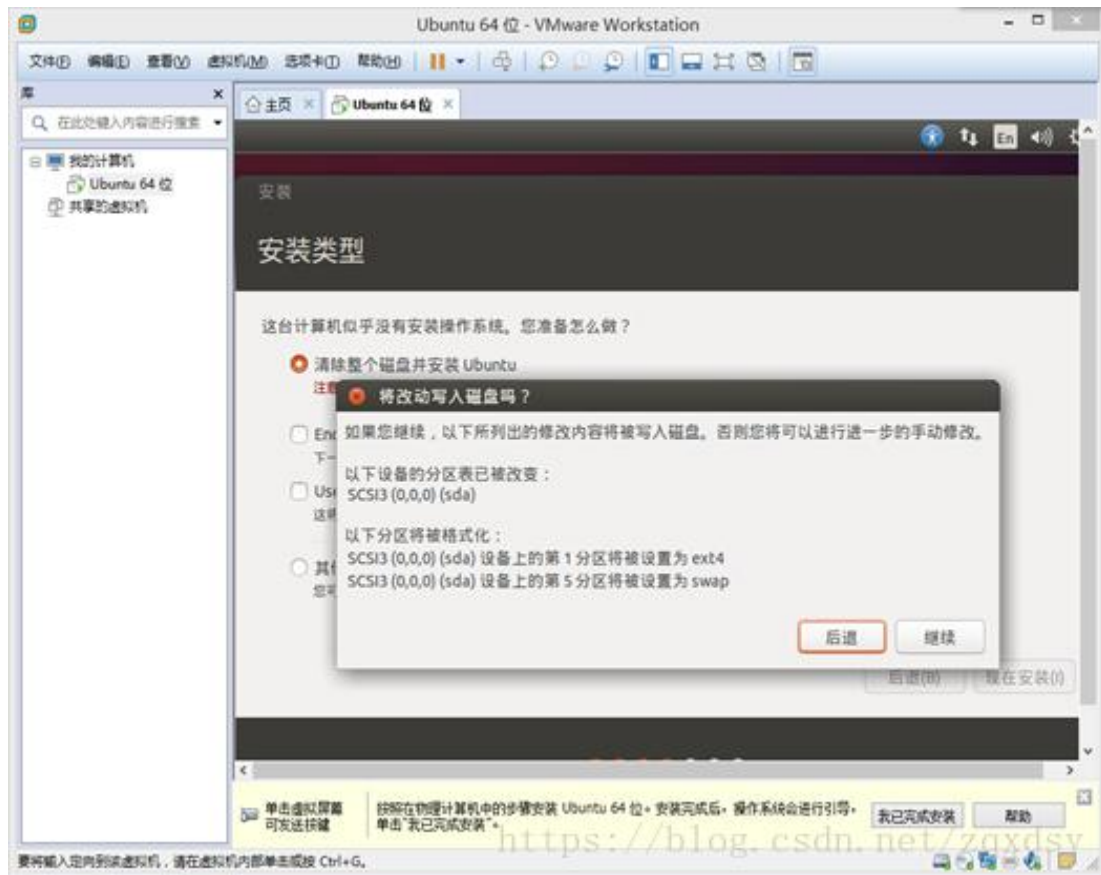 Ubuntu 64 位 - VMware Workstation
文件(F) 编辑(E) 查看(V) 虚拟机(M) 选项卡(T) 帮助(H)
库
主页 Ubuntu 64 位
在此处键入内容进行搜索
En
我的计算机
Ubuntu 64 位
共享的虚拟机
安装
安装类型
这台计算机似乎没有安装操作系统。您准备怎么做？
清除整个磁盘并安装 Ubuntu
注意
将改动写入磁盘吗？
如果您继续，以下所列出的修改内容将被写入磁盘。否则您将可以进行进一步的手动修改。
Enc
下一
以下设备的分区表已被改变：
SCSI3 (0,0,0) (sda)
Use
这将
以下分区将被格式化：
SCSI3 (0,0,0) (sda) 设备上的第 1 分区将被设置为 ext4
SCSI3 (0,0,0) (sda) 设备上的第 5 分区将被设置为 swap
其他
您可
后退 继续
后退(B) 现在安装(I)
单击虚拟屏幕
可发送按键
按照在物理计算机中的步骤安装 Ubuntu 64 位。安装完成后，操作系统会进行引导，
单击"我已完成安装"。
我已完成安装 帮助
https://blog.csdn.net/zqxdsy
要将输入定向到该虚拟机，请在虚拟机内部单击或按 Ctrl+G。